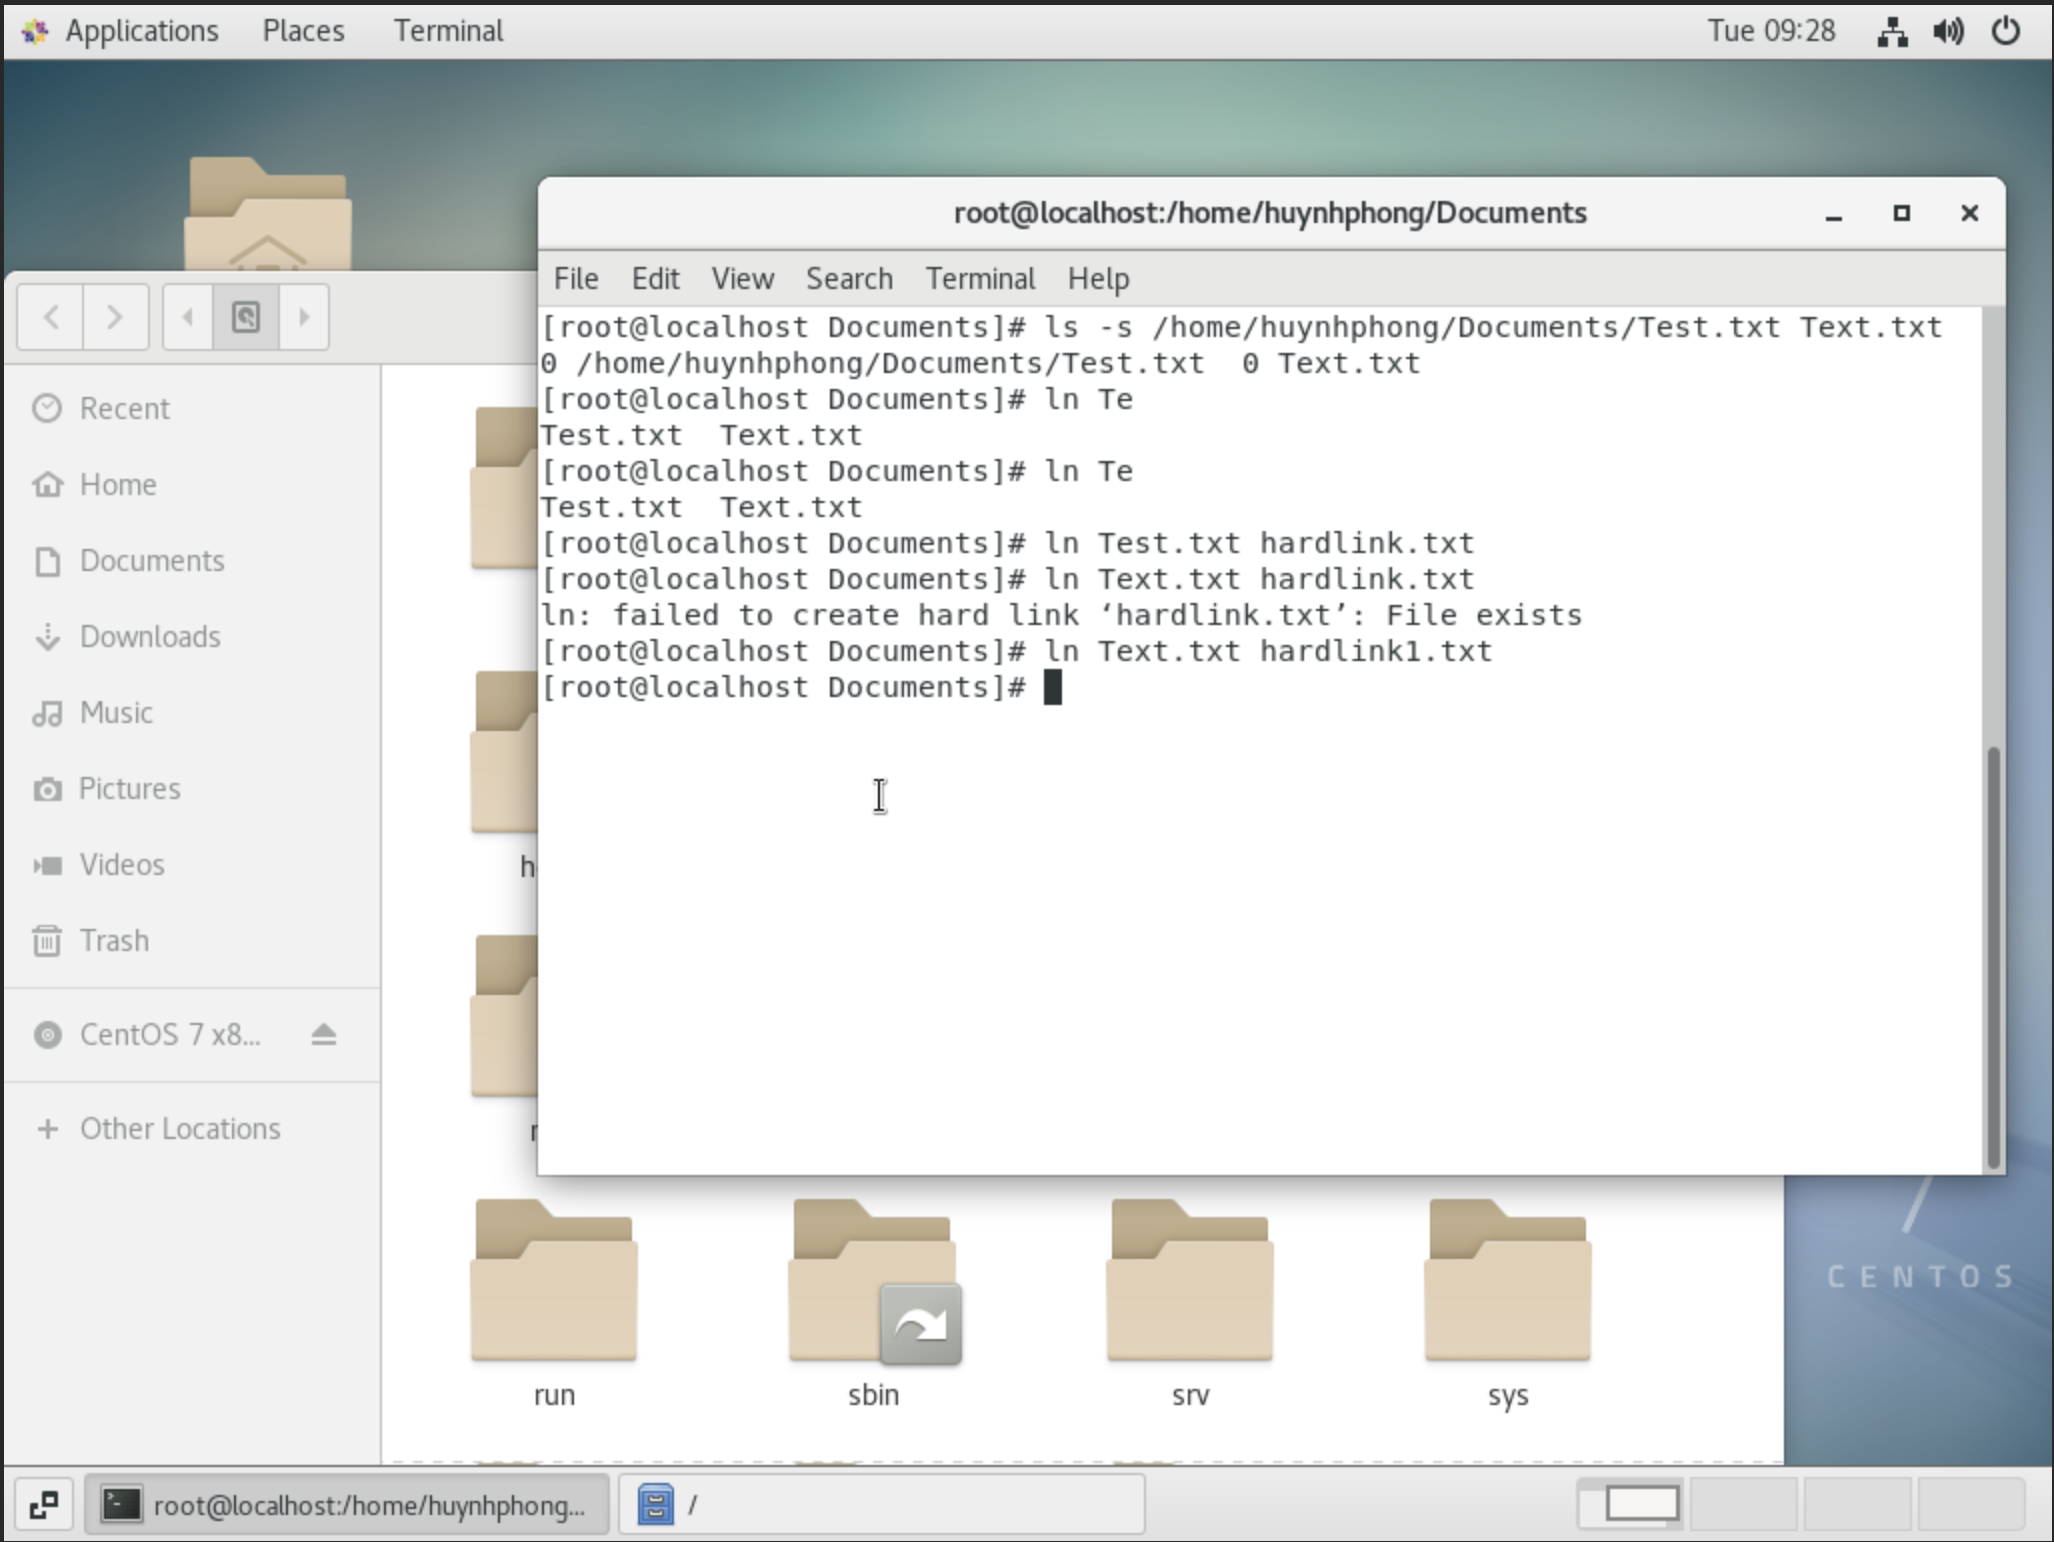 Applications Places Terminal Tue 09:28
root@localhost:/home/huynhphong/Documents
File Edit View Search Terminal Help
[root@localhost Documents]# ls -s /home/huynhphong/Documents/Test.txt Text.txt
0 /home/huynhphong/Documents/Test.txt  0 Text.txt
[root@localhost Documents]# ln Te
Test.txt  Text.txt
[root@localhost Documents]# ln Te
Test.txt  Text.txt
[root@localhost Documents]# ln Test.txt hardlink.txt
[root@localhost Documents]# ln Text.txt hardlink.txt
ln: failed to create hard link ‘hardlink.txt’: File exists
[root@localhost Documents]# ln Text.txt hardlink1.txt
[root@localhost Documents]#
Recent
Home
Documents
Downloads
Music
Pictures
Videos
Trash
CentOS 7 x8...
Other Locations
run sbin srv sys
CENTOS
root@localhost:/home/huynhphong... /